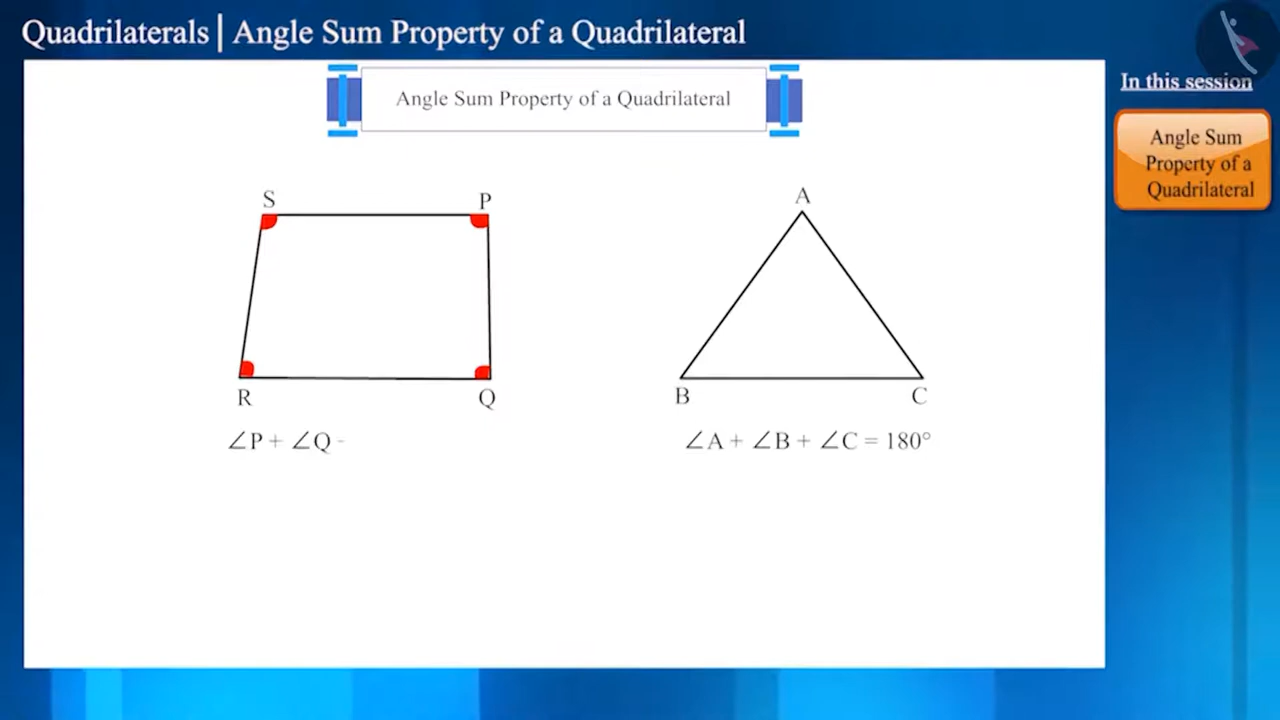 Quadrilaterals | Angle Sum Property of a Quadrilateral
Angle Sum Property of a Quadrilateral
In this session
Angle Sum
Property of a
Quadrilateral
S P
R Q
∠P + ∠Q -
A
B C
∠A + ∠B + ∠C = 180°